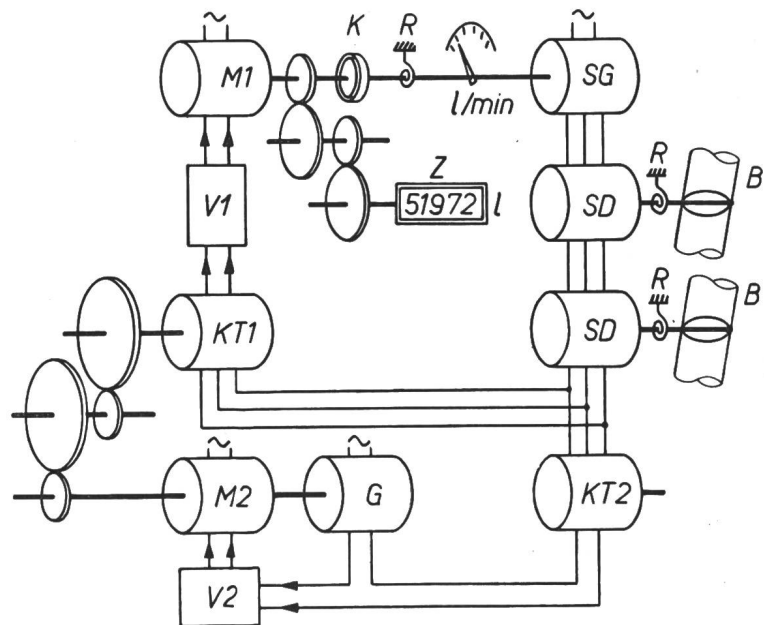 ~
K
R
~
M1
SG
l/min
V1
Z
51972 l
SD
R
B
KT1
SD
R
B
~
~
M2
G
KT2
V2